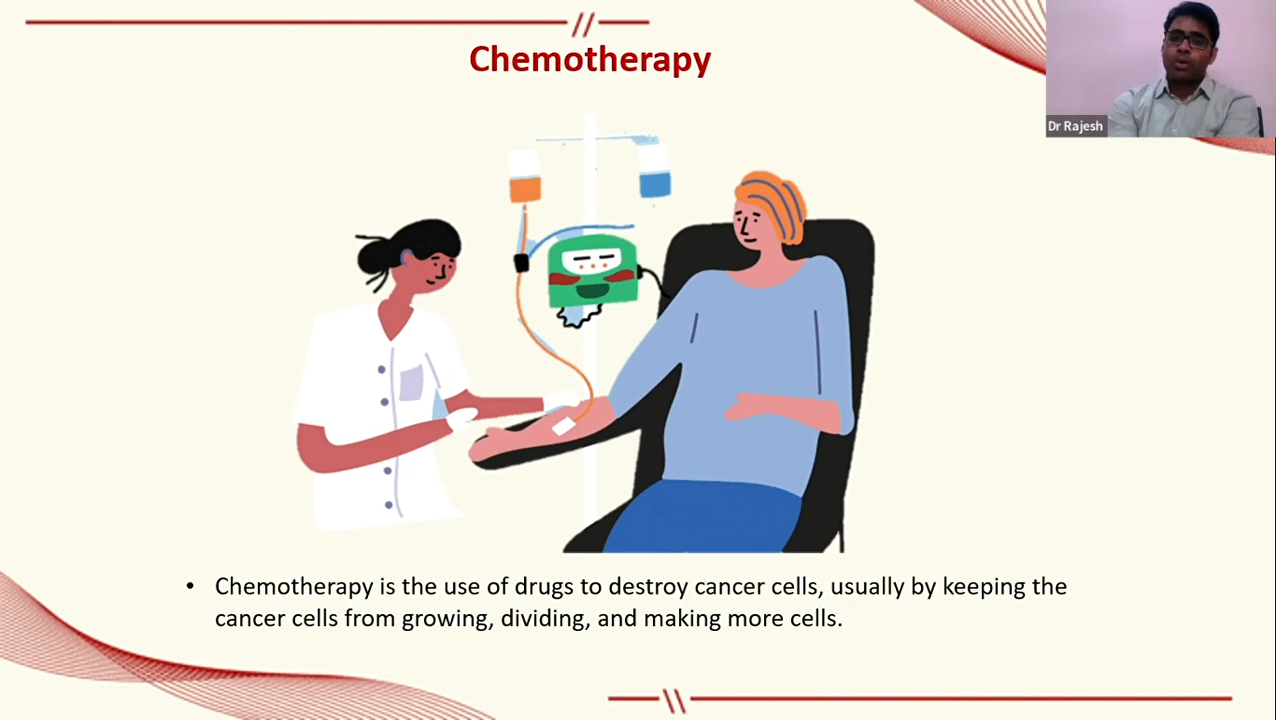 Chemotherapy
Dr Rajesh
• Chemotherapy is the use of drugs to destroy cancer cells, usually by keeping the
cancer cells from growing, dividing, and making more cells.